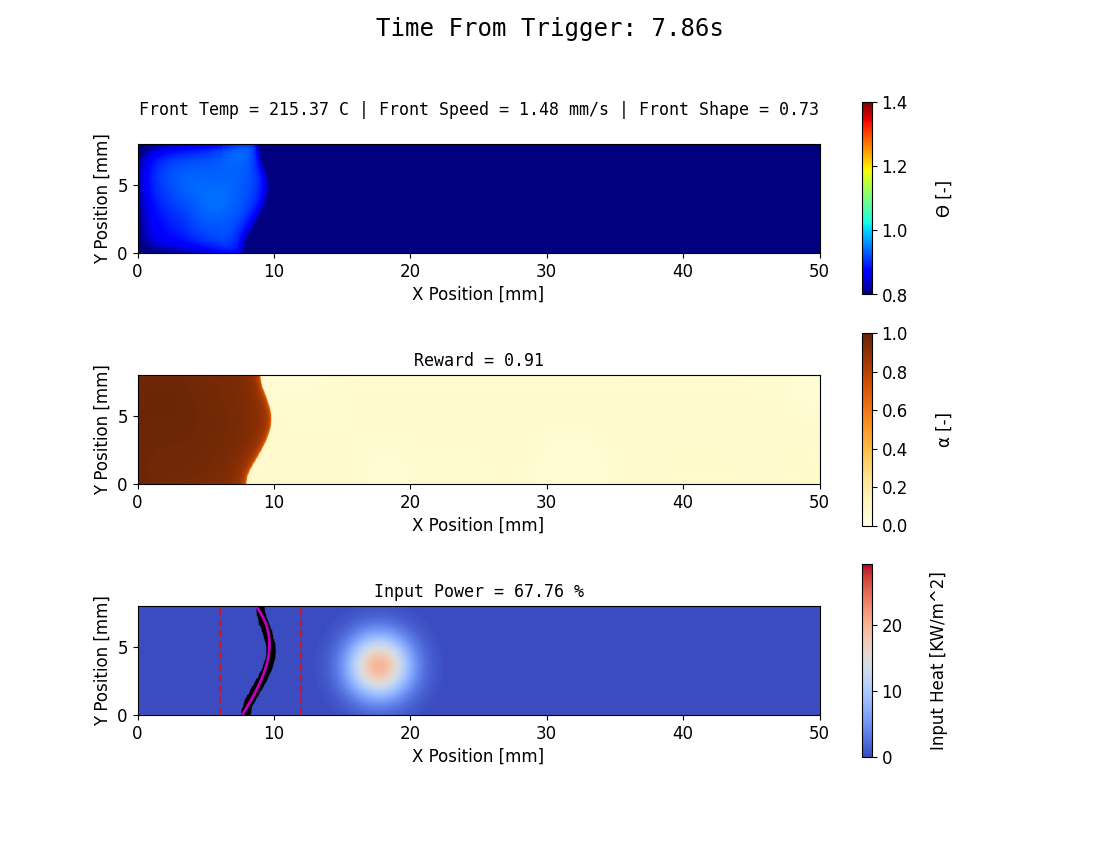 Time From Trigger: 7.86s
Front Temp = 215.37 C | Front Speed = 1.48 mm/s | Front Shape = 0.73
Y Position [mm]
5
0
0 10 20 30 40 50
X Position [mm]
1.4
1.2
1.0
0.8
Θ [-]
Reward = 0.91
Y Position [mm]
5
0
0 10 20 30 40 50
X Position [mm]
1.0
0.8
0.6
0.4
0.2
0.0
α [-]
Input Power = 67.76 %
Y Position [mm]
5
0
0 10 20 30 40 50
X Position [mm]
20
10
0
Input Heat [KW/m^2]